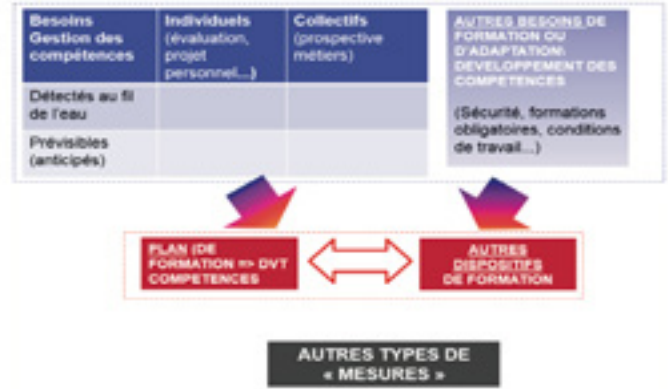 Besoins
Gestion des
compétences
Individuels
(évaluation,
projet
personnel...)
Collectifs
(prospective
métiers)
Détectés au fil
de l'eau
Prévisibles
(anticipés)
AUTRES BESOINS DE
FORMATION OU
D'ADAPTATION:
DEVELOPPEMENT DES
COMPETENCES
(Sécurité, formations
obligatoires, conditions
de travail...)
PLAN (DE
FORMATION => DVT
COMPETENCES
AUTRES
DISPOSITIFS
DE FORMATION
AUTRES TYPES DE
« MESURES »